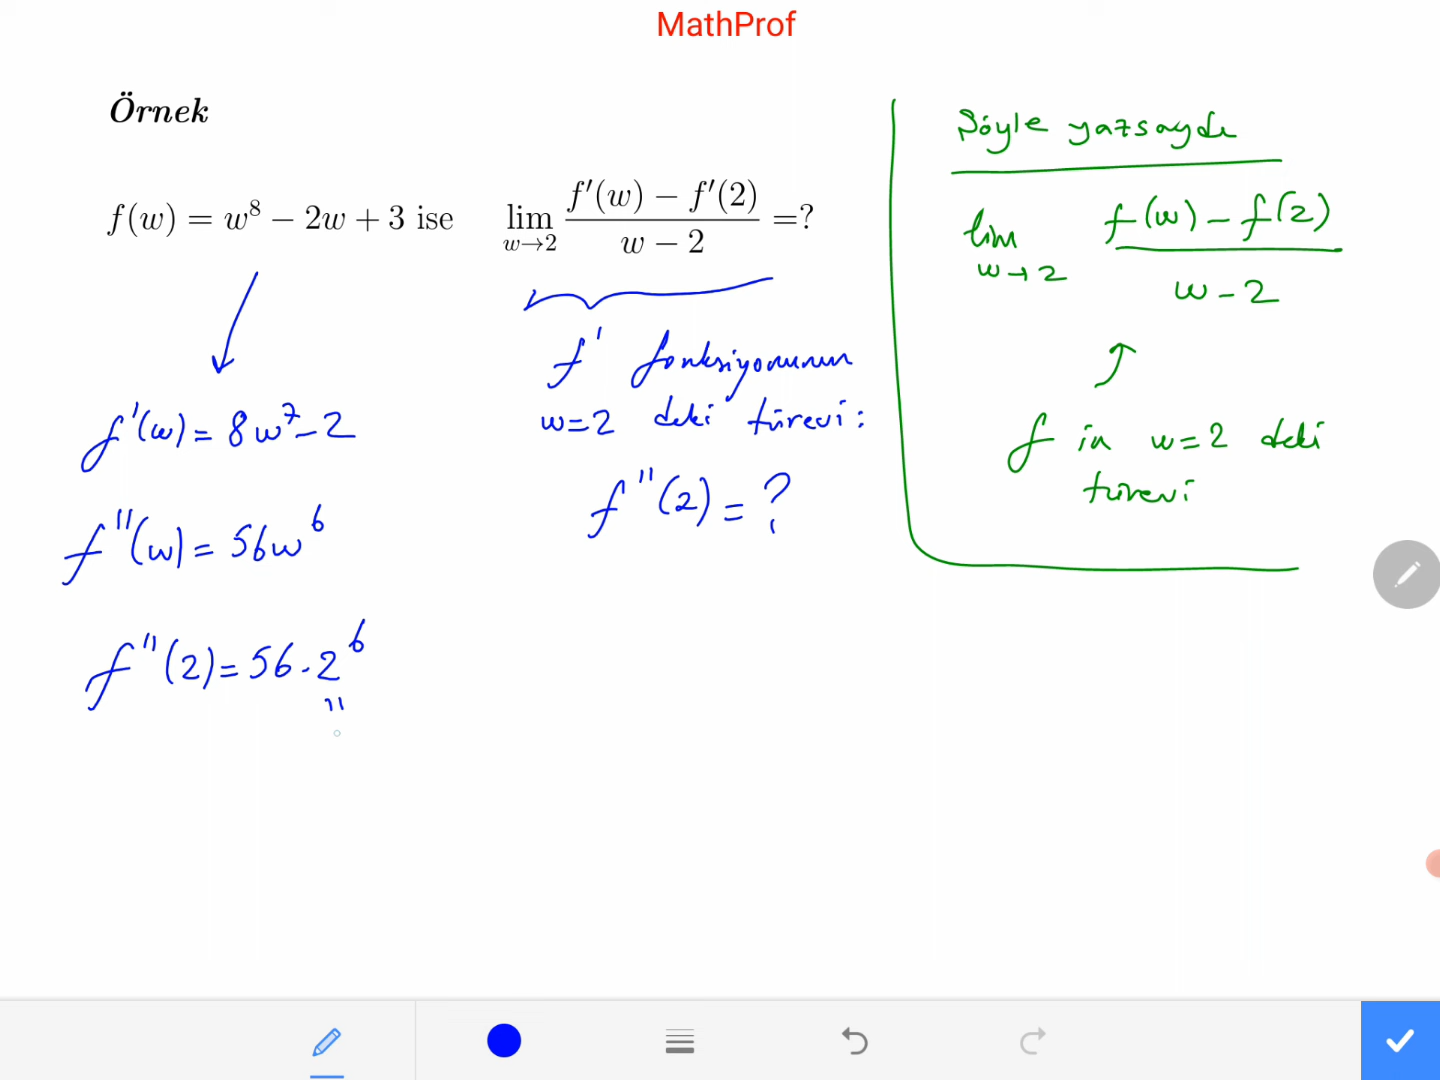 MathProf
Örnek
f(w) = w⁸ − 2w + 3 ise lim_{w→2} (f′(w) − f′(2))/(w − 2) =?
f′(w) = 8w⁷ − 2
f″(w) = 56w⁶
f″(2) = 56 · 2⁶
"
f′ fonksiyonunun
w=2 deki türevi :
f″(2) = ?
Şöyle yazsaydı
lim_{w→2} (f(w) − f(2))/(w − 2)
f in w=2 deki
türevi